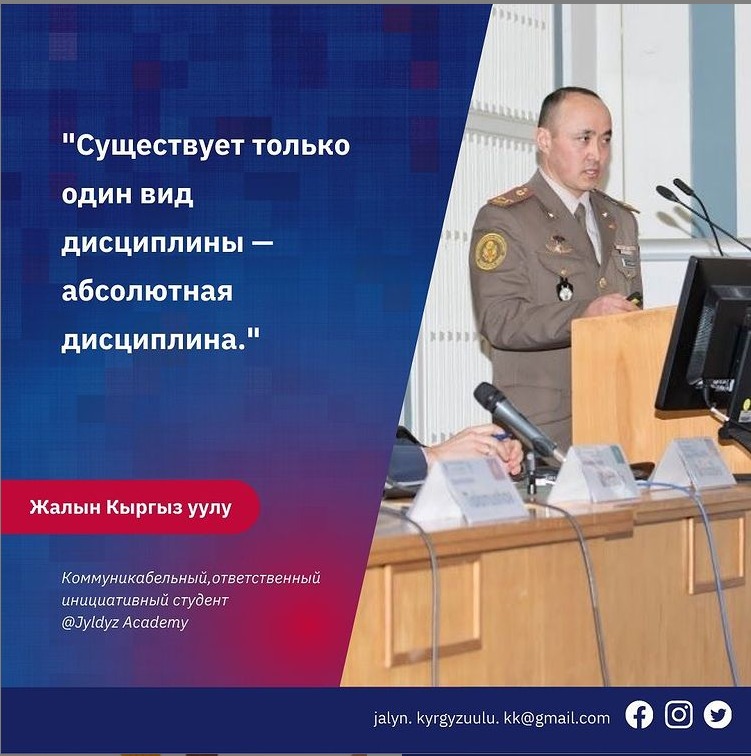 "Существует только
один вид
дисциплины —
абсолютная
дисциплина."
Жалын Кыргыз уулу
Коммуникабельный,ответственный
инициативный студент
@Jyldyz Academy
jalyn. kyrgyzuulu. kk@gmail.com